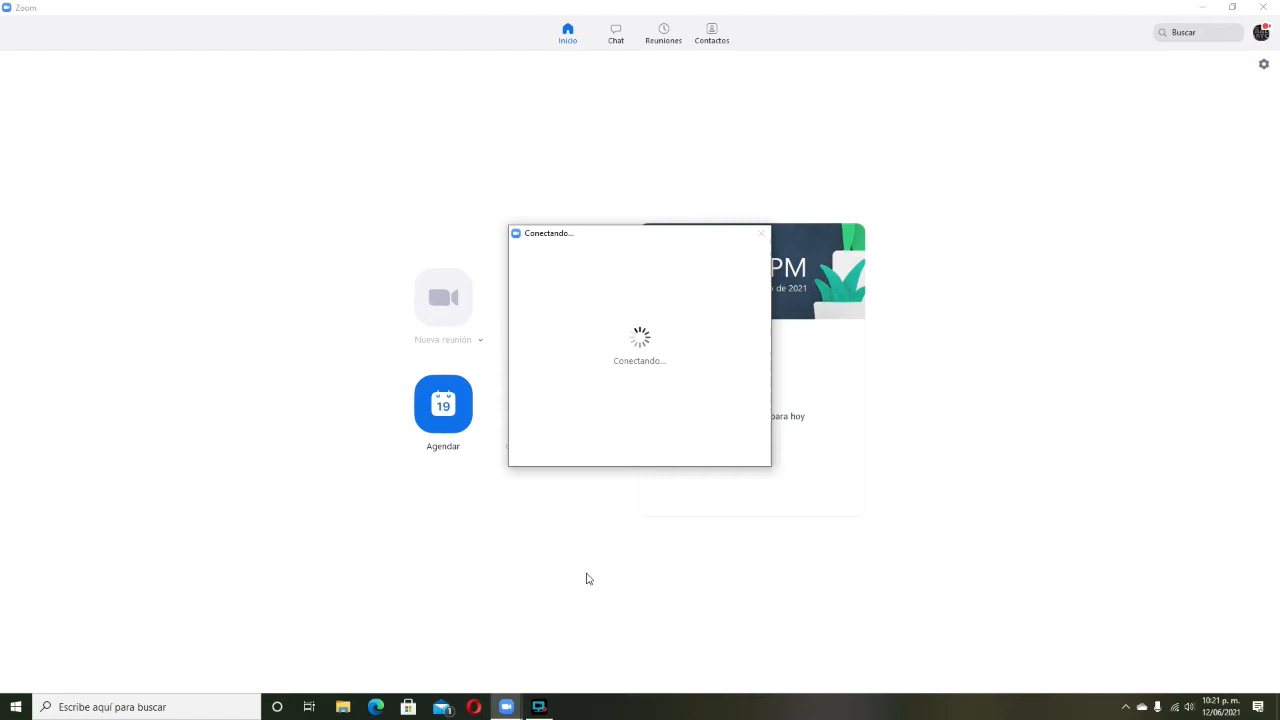 Zoom
Inicio
Chat
Reuniones
Contactos
Buscar
Conectando...
PM
de 2021
Nueva reunión
Conectando...
19
para hoy
Agendar
Escribe aquí para buscar
1
10:21 p. m.
12/06/2021